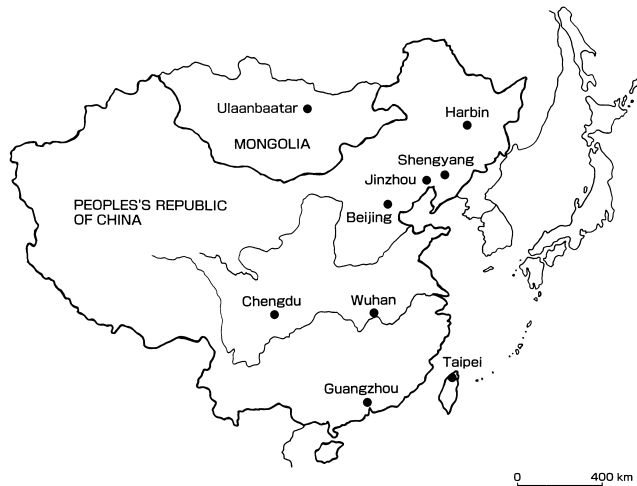 Ulaanbaatar
Harbin
MONGOLIA
Shengyang
Jinzhou
PEOPLES'S REPUBLIC
OF CHINA
Beijing
Chengdu
Wuhan
Taipei
Guangzhou
0 400 km